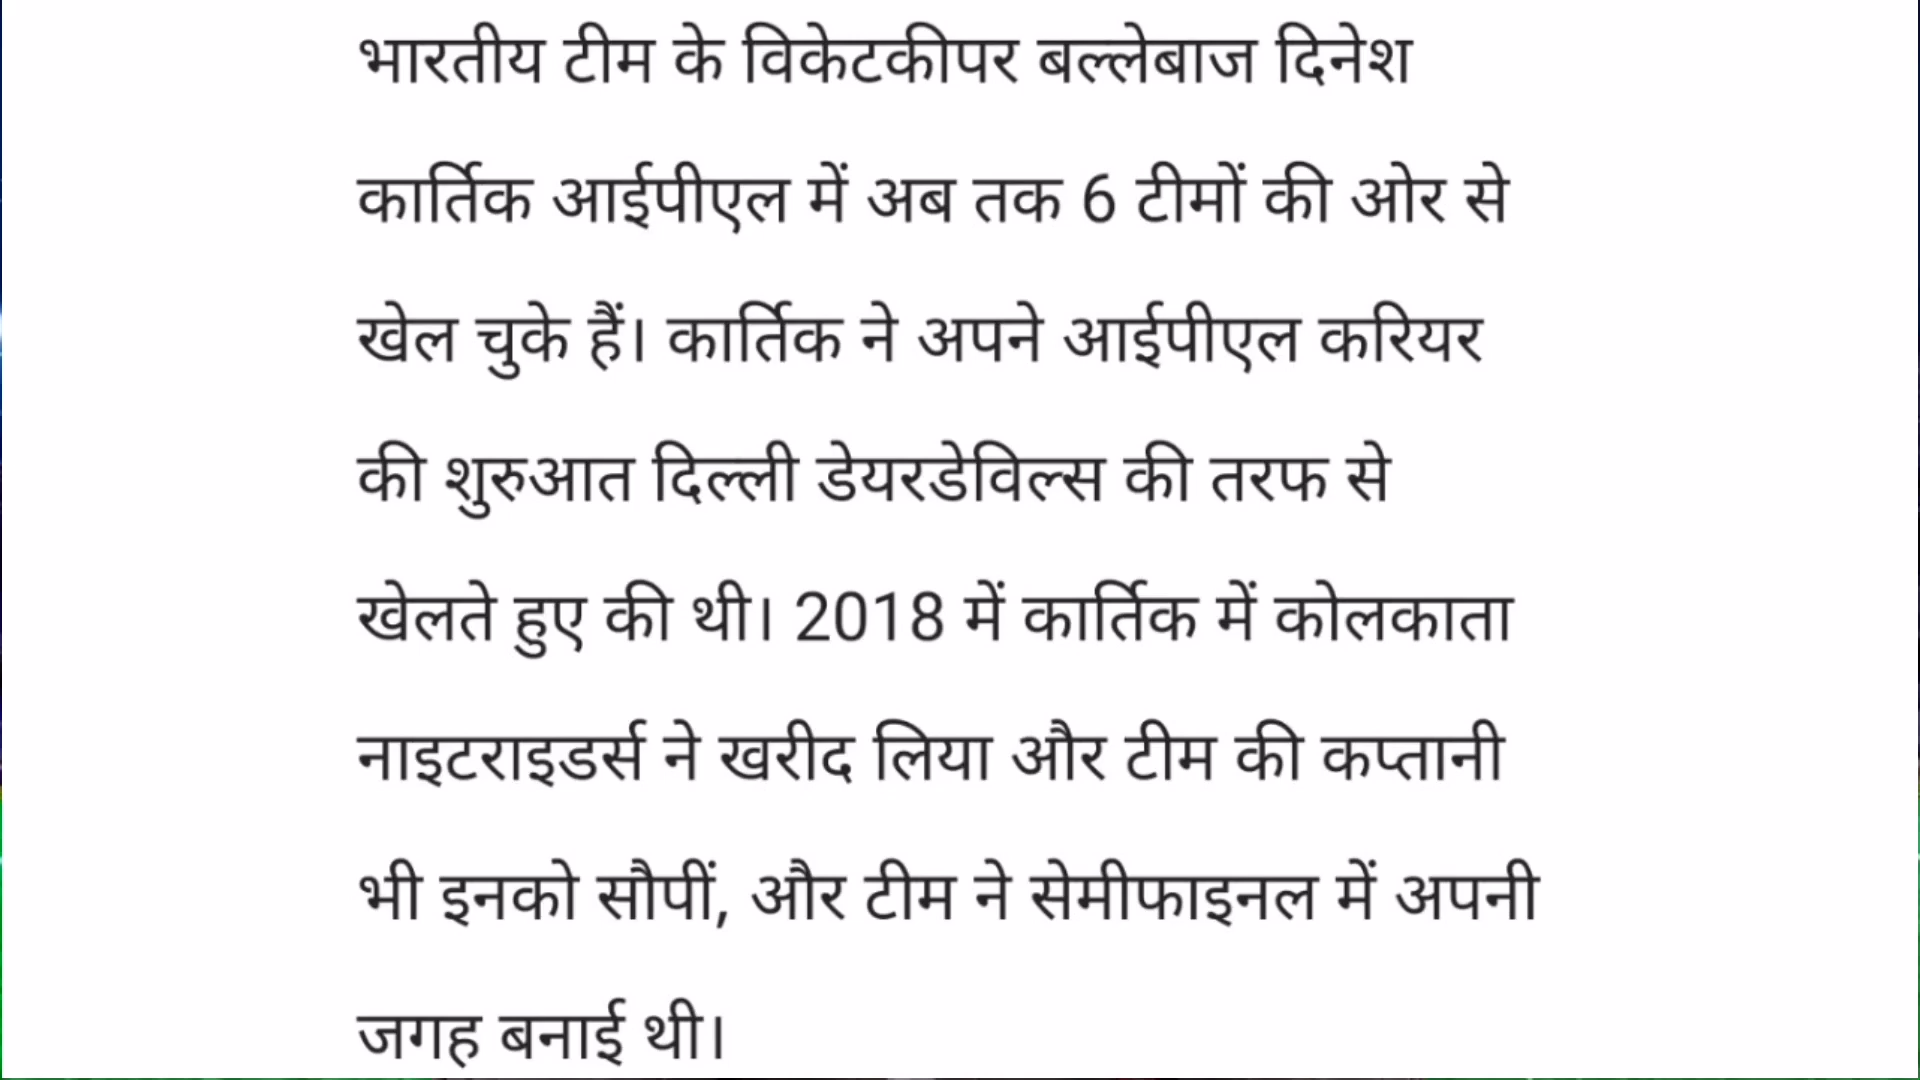 भारतीय टीम के विकेटकीपर बल्लेबाज दिनेश
कार्तिक आईपीएल में अब तक 6 टीमों की ओर से
खेल चुके हैं। कार्तिक ने अपने आईपीएल करियर
की शुरुआत दिल्ली डेयरडेविल्स की तरफ से
खेलते हुए की थी। 2018 में कार्तिक में कोलकाता
नाइटराइडर्स ने खरीद लिया और टीम की कप्तानी
भी इनको सौपीं, और टीम ने सेमीफाइनल में अपनी
जगह बनाई थी।